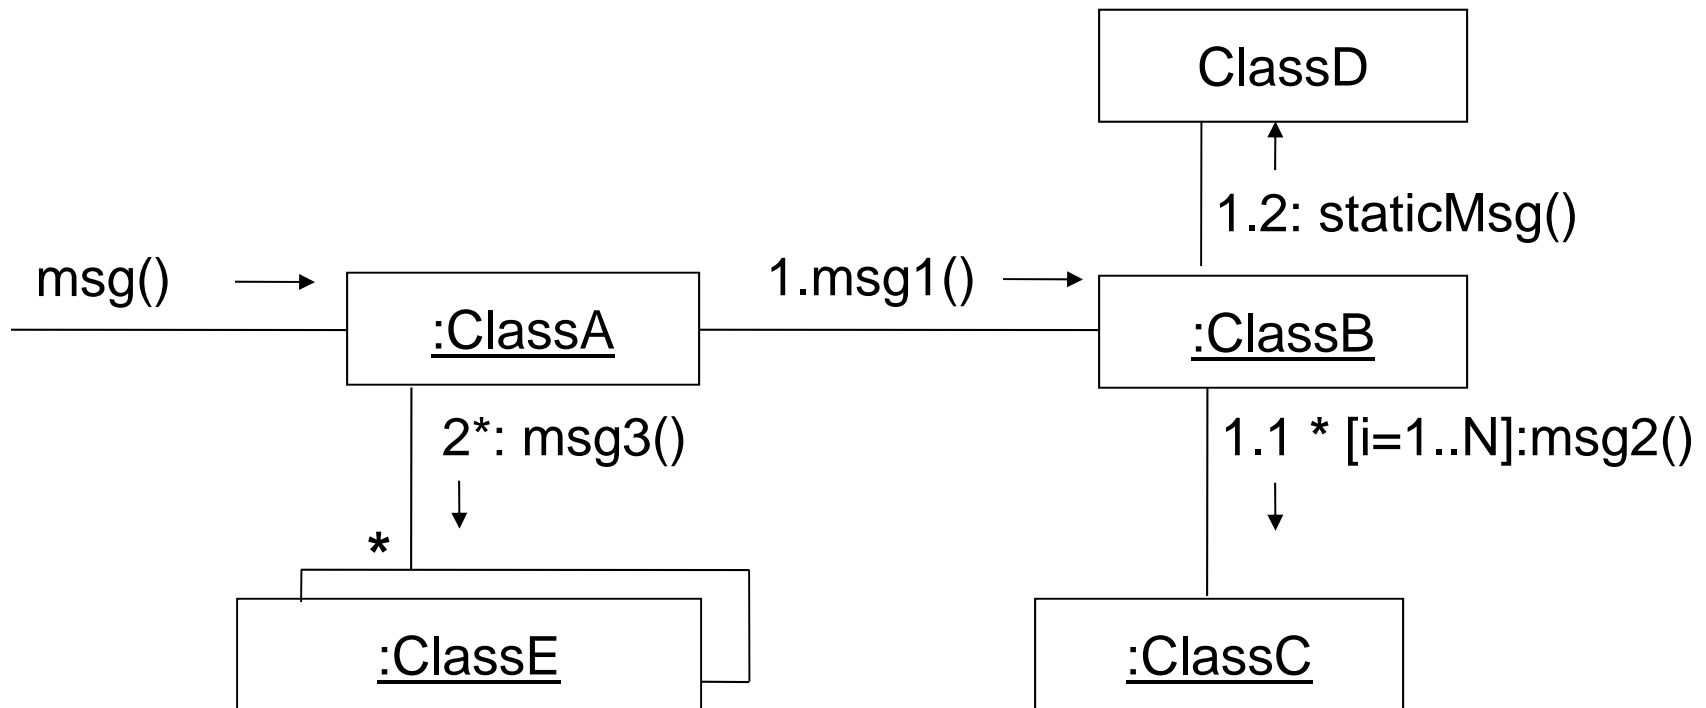 ClassD
1.2: staticMsg()
msg()
1.msg1()
:ClassA
:ClassB
2*: msg3()
1.1 * [i=1..N]:msg2()
*
:ClassE
:ClassC